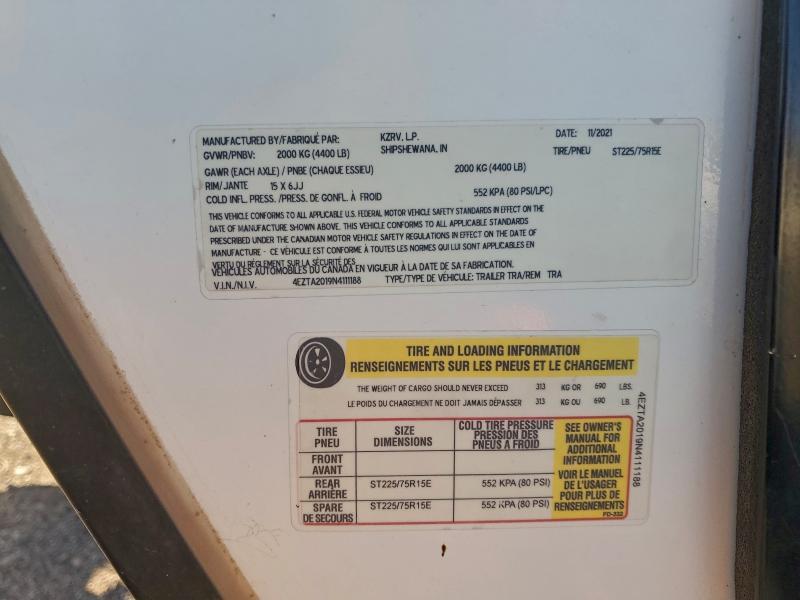 MANUFACTURED BY/FABRIQUÉ PAR: KZRV, L.P. DATE: 11/2021
GVWR/PNBV: 2000 KG (4400 LB) SHIPSHEWANA, IN TIRE/PNEU ST225/75R15E
GAWR (EACH AXLE) / PNBE (CHAQUE ESSIEU) 2000 KG (4400 LB)
RIM/JANTE 15 X 6JJ
COLD INFL. PRESS. /PRESS. DE GONFL. À FROID 552 KPA (80 PSI/LPC)
THIS VEHICLE CONFORMS TO ALL APPLICABLE U.S. FEDERAL MOTOR VEHICLE SAFETY STANDARDS IN EFFECT ON THE
DATE OF MANUFACTURE SHOWN ABOVE. THIS VEHICLE CONFORMS TO ALL APPLICABLE STANDARDS
PRESCRIBED UNDER THE CANADIAN MOTOR VEHICLE SAFETY REGULATIONS IN EFFECT ON THE DATE OF
MANUFACTURE - CE VÉHICULE EST CONFORME À TOUTES LES NORMES QUI LUI SONT APPLICABLES EN
VERTU DU RÈGLEMENT SUR LA SÉCURITÉ DES
VÉHICULES AUTOMOBILES DU CANADA EN VIGUEUR À LA DATE DE SA FABRICATION.
V.I.N./N.I.V. 4EZTA2019N4111188 TYPE/TYPE DE VÉHICULE: TRAILER TRA/REM TRA
TIRE AND LOADING INFORMATION
RENSEIGNEMENTS SUR LES PNEUS ET LE CHARGEMENT
THE WEIGHT OF CARGO SHOULD NEVER EXCEED 313 KG OR 690 LBS.
LE POIDS DU CHARGEMENT NE DOIT JAMAIS DÉPASSER 313 KG OU 690 LB.
TIRE
PNEU
SIZE
DIMENSIONS
COLD TIRE PRESSURE
PRESSION DES
PNEUS A FROID
FRONT
AVANT
REAR
ARRIÈRE
ST225/75R15E 552 KPA (80 PSI)
SPARE
DE SECOURS
ST225/75R15E 552 KPA (80 PSI)
SEE OWNER'S
MANUAL FOR
ADDITIONAL
INFORMATION
VOIR LE MANUEL
DE L'USAGER
POUR PLUS DE
RENSEIGNEMENTS
FD-332
4EZTA2019N4111188